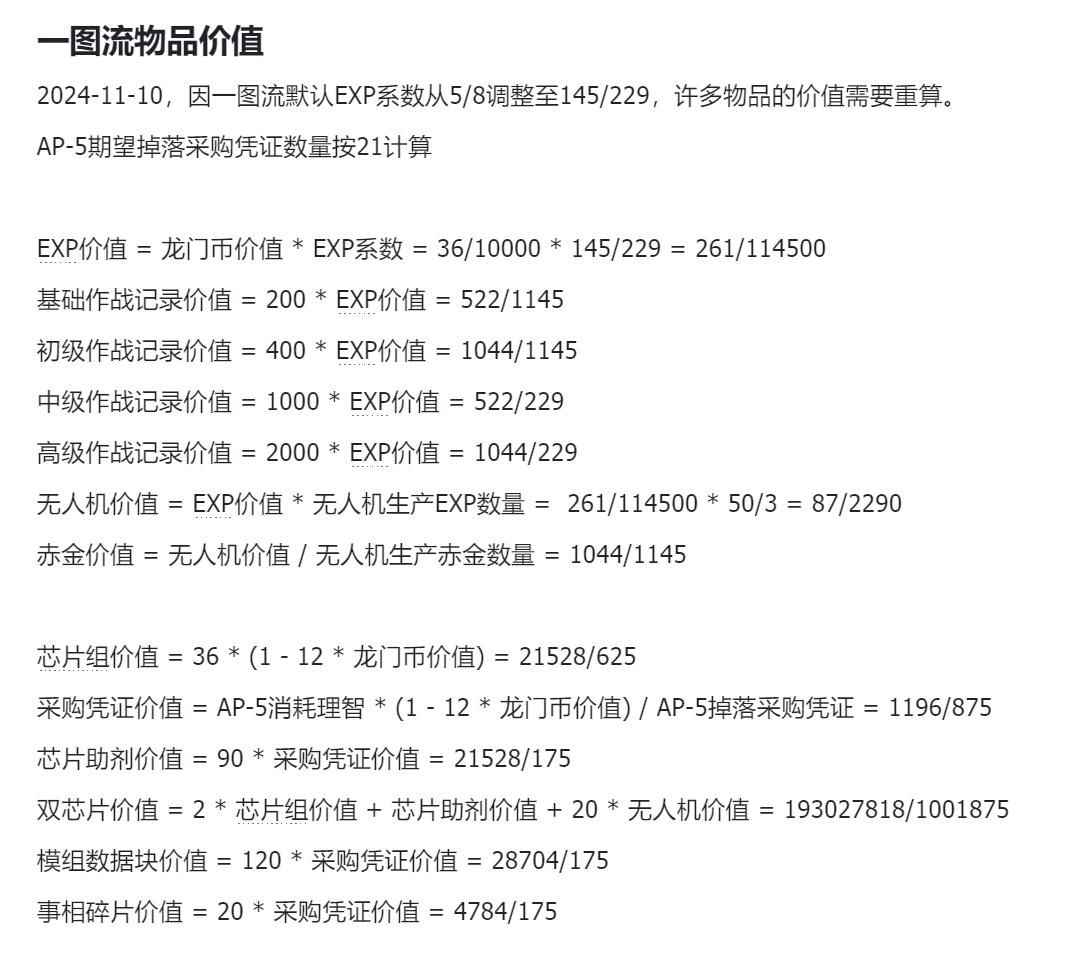 一图流物品价值
2024-11-10，因一图流默认EXP系数从5/8调整至145/229，许多物品的价值需要重算。
AP-5期望掉落采购凭证数量按21计算
EXP价值 = 龙门币价值 * EXP系数 = 36/10000 * 145/229 = 261/114500
基础作战记录价值 = 200 * EXP价值 = 522/1145
初级作战记录价值 = 400 * EXP价值 = 1044/1145
中级作战记录价值 = 1000 * EXP价值 = 522/229
高级作战记录价值 = 2000 * EXP价值 = 1044/229
无人机价值 = EXP价值 * 无人机生产EXP数量 =  261/114500 * 50/3 = 87/2290
赤金价值 = 无人机价值 / 无人机生产赤金数量 = 1044/1145
芯片组价值 = 36 * (1 - 12 * 龙门币价值) = 21528/625
采购凭证价值 = AP-5消耗理智 * (1 - 12 * 龙门币价值) / AP-5掉落采购凭证 = 1196/875
芯片助剂价值 = 90 * 采购凭证价值 = 21528/175
双芯片价值 = 2 * 芯片组价值 + 芯片助剂价值 + 20 * 无人机价值 = 193027818/1001875
模组数据块价值 = 120 * 采购凭证价值 = 28704/175
事相碎片价值 = 20 * 采购凭证价值 = 4784/175